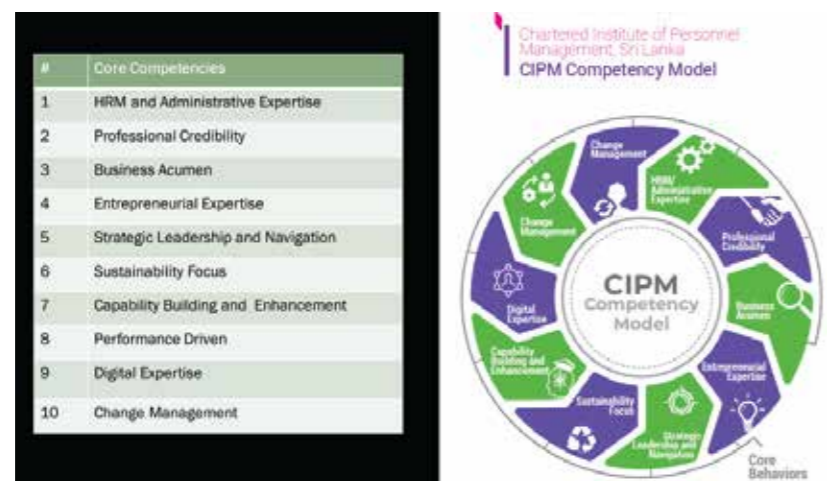 # Core Competencies
1 HRM and Administrative Expertise
2 Professional Credibility
3 Business Acumen
4 Entrepreneurial Expertise
5 Strategic Leadership and Navigation
6 Sustainability Focus
7 Capability Building and Enhancement
8 Performance Driven
9 Digital Expertise
10 Change Management
Chartered Institute of Personnel
Management, Sri Lanka
CIPM Competency Model
Change
Management
HRM/
Administrative
Expertise
Professional
Credibility
Business
Acumen
Entrepreneurial
Expertise
Strategic
Leadership and
Navigation
Sustainability
Focus
Capability
Building and
Enhancement
Digital
Expertise
Change
Management
CIPM
Competency
Model
Core
Behaviors